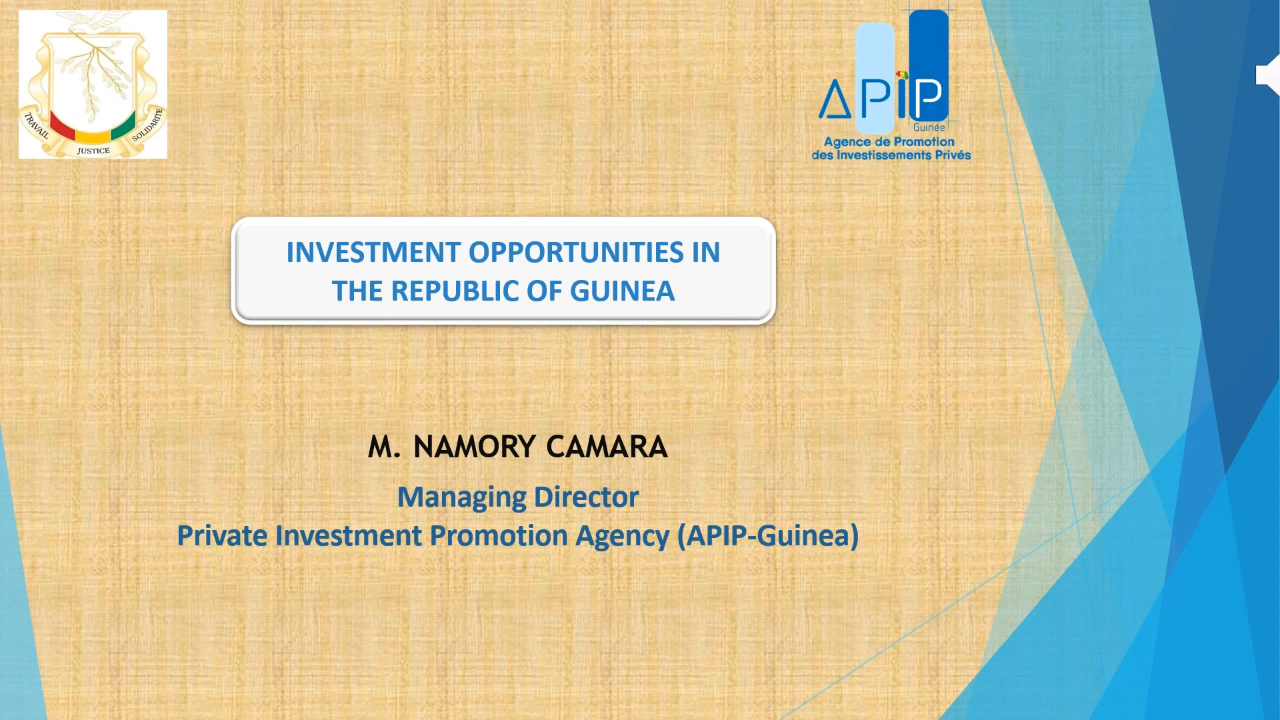 TRAVAIL
JUSTICE
SOLIDARITE
APIP
Guinée
Agence de Promotion
des Investissements Privés
INVESTMENT OPPORTUNITIES IN
THE REPUBLIC OF GUINEA
M. NAMORY CAMARA
Managing Director
Private Investment Promotion Agency (APIP-Guinea)